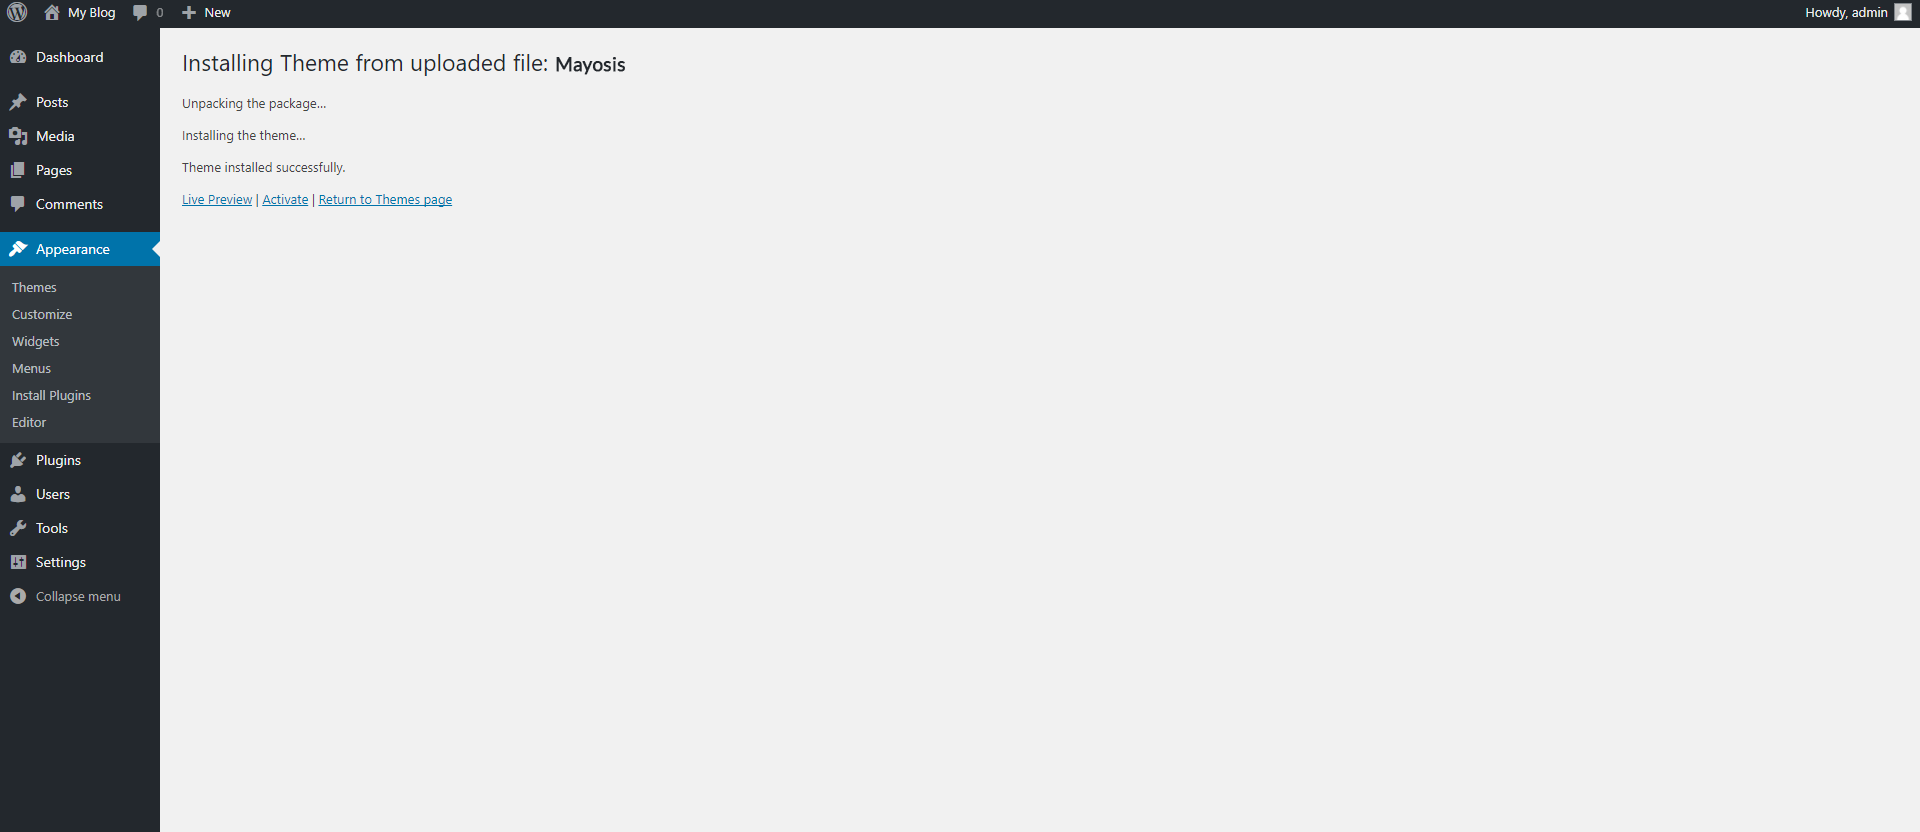 My Blog 0 New Howdy, admin
Dashboard
Posts
Media
Pages
Comments
Appearance
Themes
Customize
Widgets
Menus
Install Plugins
Editor
Plugins
Users
Tools
Settings
Collapse menu
Installing Theme from uploaded file: Mayosis
Unpacking the package...
Installing the theme...
Theme installed successfully.
Live Preview | Activate | Return to Themes page